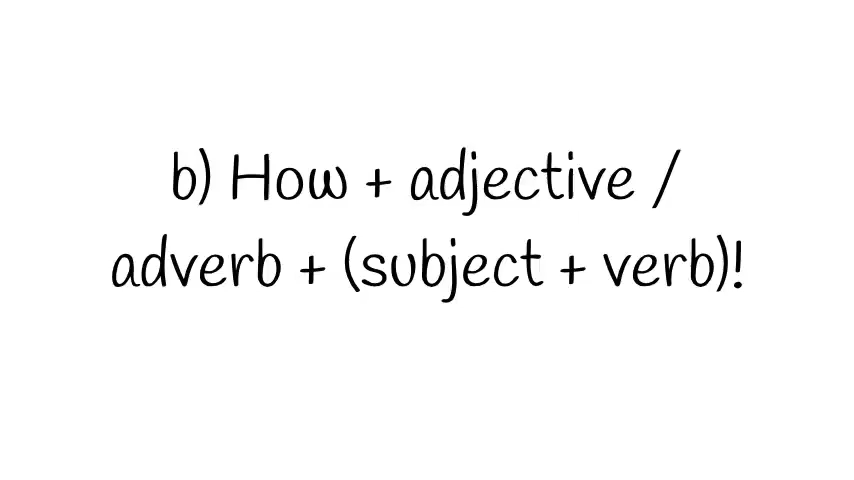 b) How + adjective /
adverb + (subject + verb)!